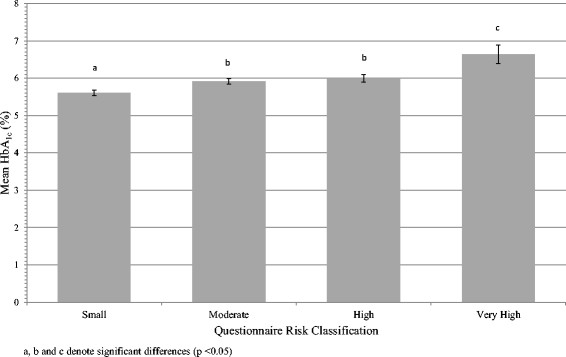 8
7
6
5
4
3
2
1
0
Mean HbA1c (%)
a
b
b
c
Small Moderate High Very High
Questionnaire Risk Classification
a, b and c denote significant differences (p <0.05)